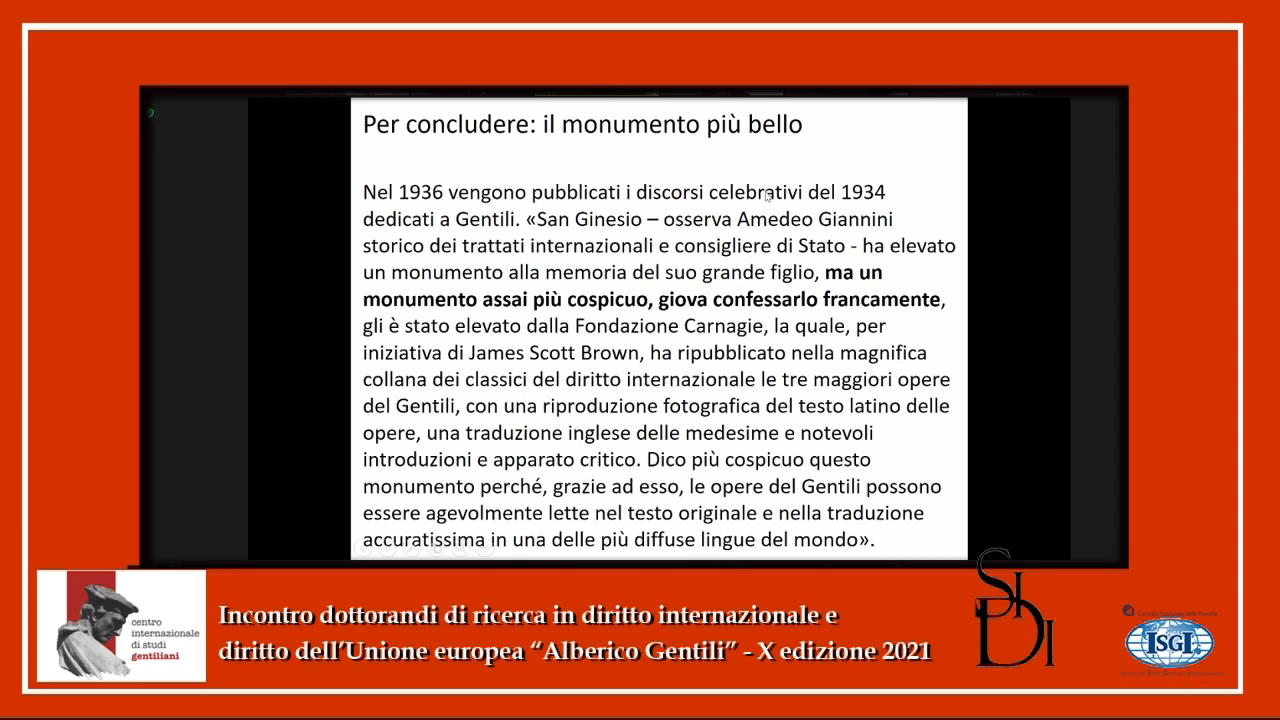 Per concludere: il monumento più bello
Nel 1936 vengono pubblicati i discorsi celebrativi del 1934
dedicati a Gentili. «San Ginesio – osserva Amedeo Giannini
storico dei trattati internazionali e consigliere di Stato - ha elevato
un monumento alla memoria del suo grande figlio, ma un
monumento assai più cospicuo, giova confessarlo francamente,
gli è stato elevato dalla Fondazione Carnagie, la quale, per
iniziativa di James Scott Brown, ha ripubblicato nella magnifica
collana dei classici del diritto internazionale le tre maggiori opere
del Gentili, con una riproduzione fotografica del testo latino delle
opere, una traduzione inglese delle medesime e notevoli
introduzioni e apparato critico. Dico più cospicuo questo
monumento perché, grazie ad esso, le opere del Gentili possono
essere agevolmente lette nel testo originale e nella traduzione
accuratissima in una delle più diffuse lingue del mondo».
centro
internazionale
di studi
gentiliani
Incontro dottorandi di ricerca in diritto internazionale e
diritto dell'Unione europea "Alberico Gentili" - X edizione 2021
SIDI
ISGI